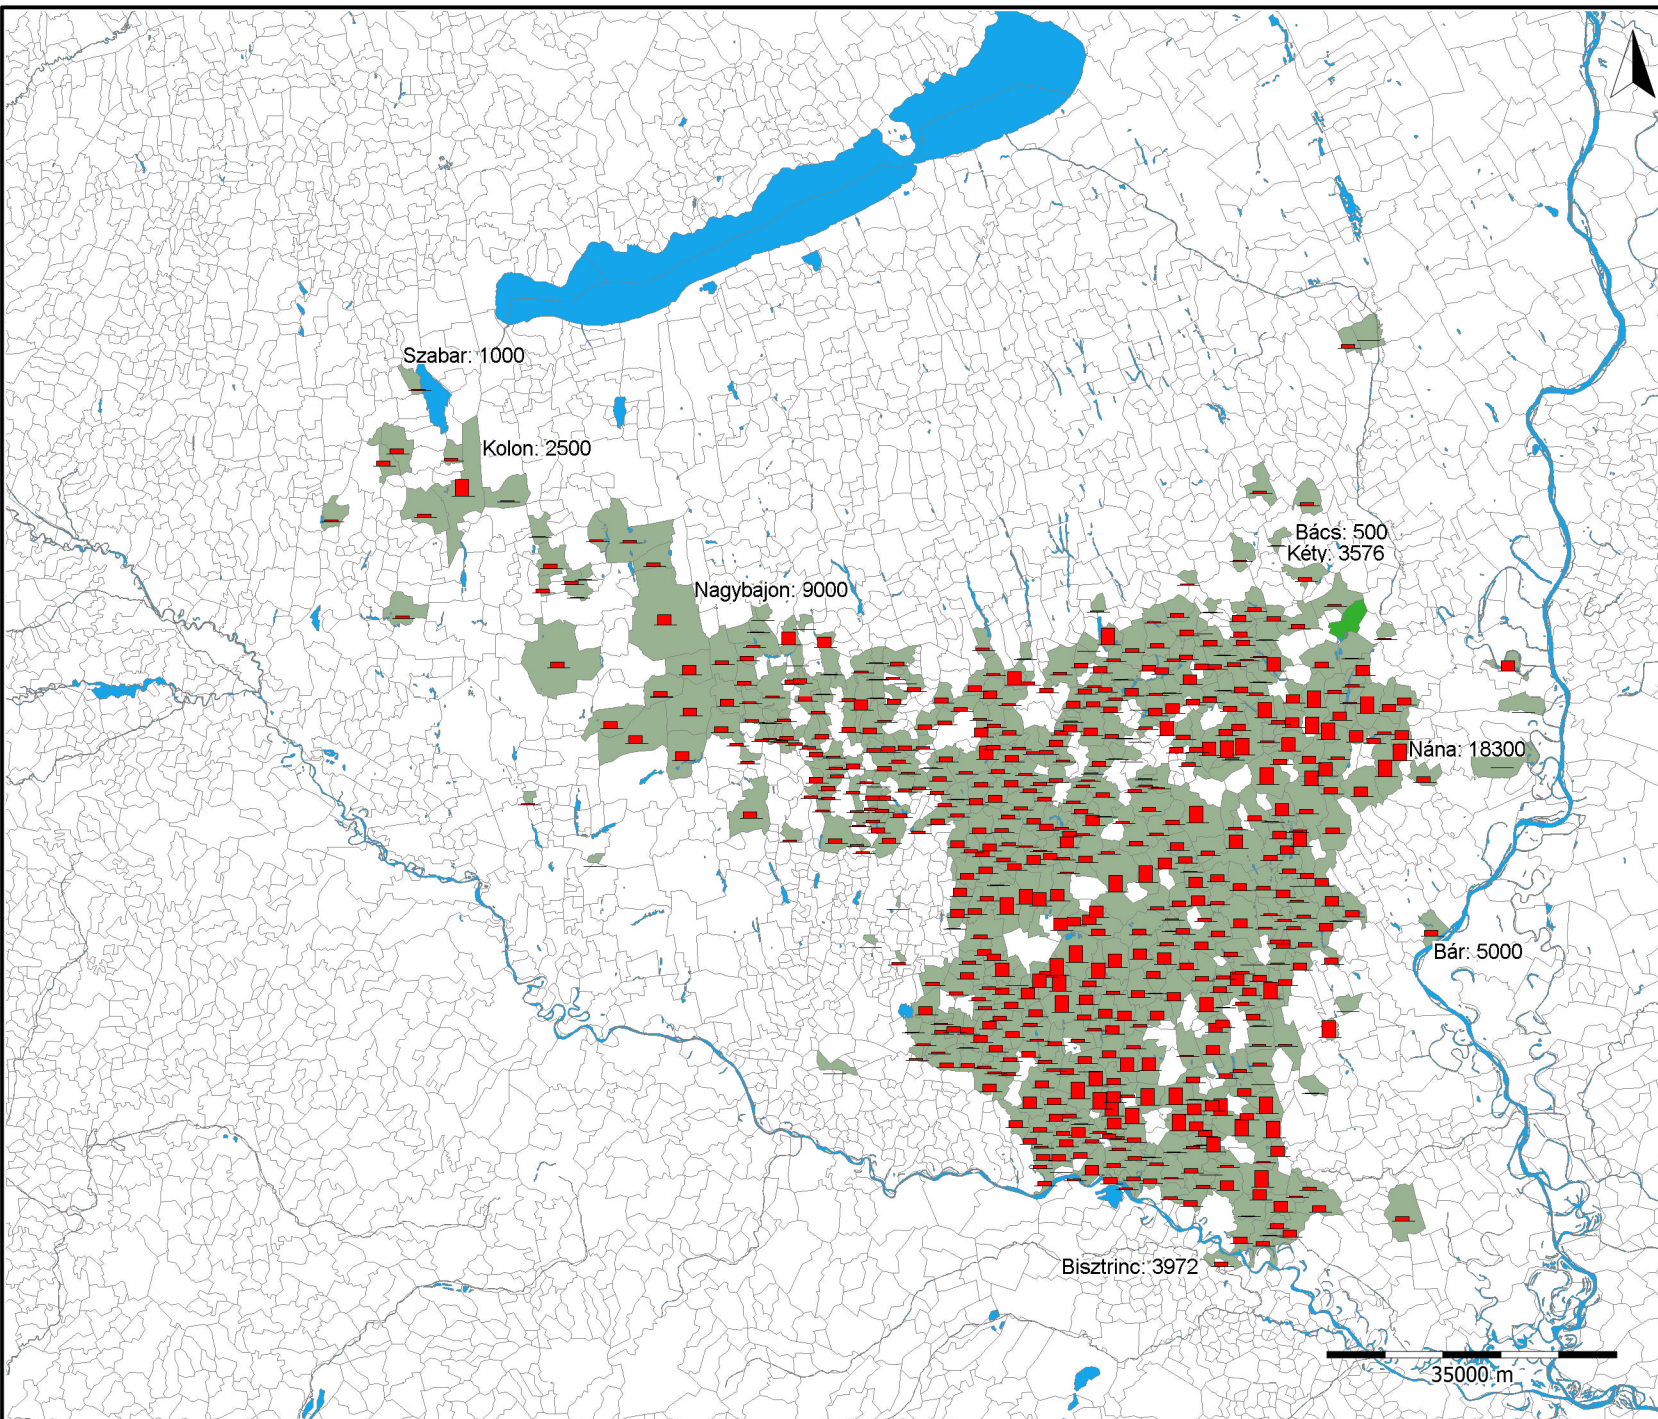 Szabar: 1000
Kolon: 2500
Bács: 500
Kéty: 3576
Nagybajon: 9000
Nána: 18300
Bár: 5000
Bisztrinc: 3972
35000 m